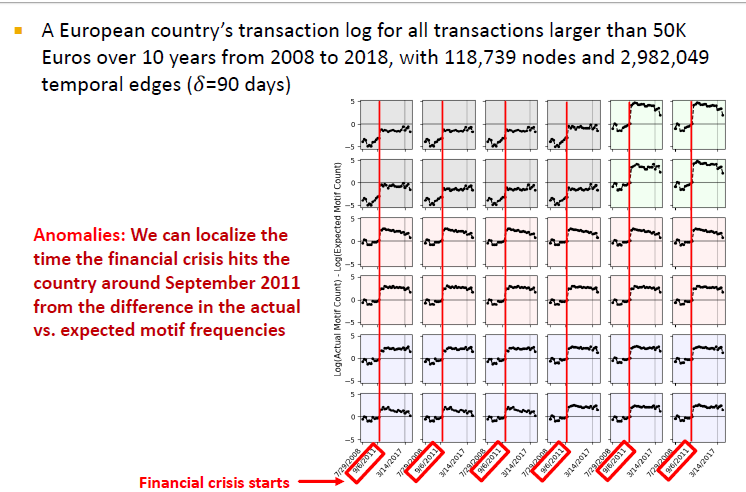 A European country's transaction log for all transactions larger than 50K
Euros over 10 years from 2008 to 2018, with 118,739 nodes and 2,982,049
temporal edges (δ=90 days)
Anomalies: We can localize the
time the financial crisis hits the
country around September 2011
from the difference in the actual
vs. expected motif frequencies
Log(Actual Motif Count) - Log(Expected Motif Count)
5
0
−5
5
0
−5
5
0
−5
5
0
−5
5
0
−5
5
0
−5
7/29/2008 9/6/2011 3/14/2017 7/29/2008 9/6/2011 3/14/2017 7/29/2008 9/6/2011 3/14/2017 7/29/2008 9/6/2011 3/14/2017 7/29/2008 9/6/2011 3/14/2017 7/29/2008 9/6/2011 3/14/2017
Financial crisis starts